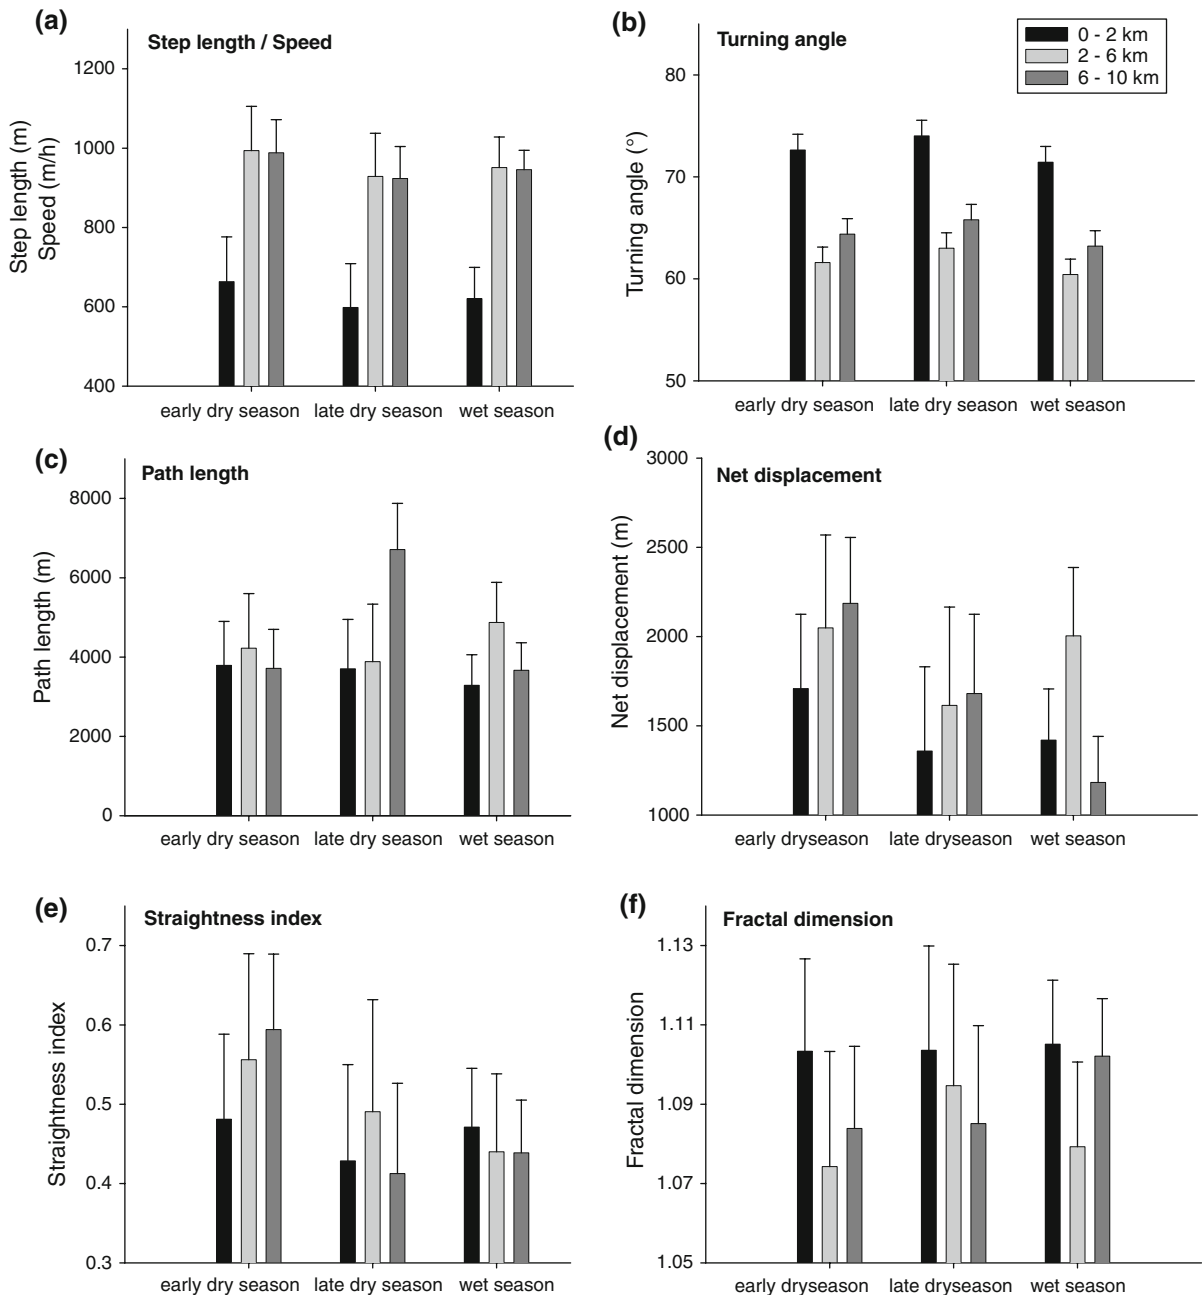 (a)
Step length / Speed
Step length (m)
Speed (m/h)
1200
1000
800
600
400
early dry season
late dry season
wet season
(b)
Turning angle
0 - 2 km
2 - 6 km
6 - 10 km
Turning angle (°)
80
70
60
50
early dry season
late dry season
wet season
(c)
Path length
Path length (m)
8000
6000
4000
2000
0
early dry season
late dry season
wet season
(d)
Net displacement
Net displacement (m)
3000
2500
2000
1500
1000
early dryseason
late dryseason
wet season
(e)
Straightness index
Straightness index
0.7
0.6
0.5
0.4
0.3
early dry season
late dry season
wet season
(f)
Fractal dimension
Fractal dimension
1.13
1.11
1.09
1.07
1.05
early dryseason
late dryseason
wet season